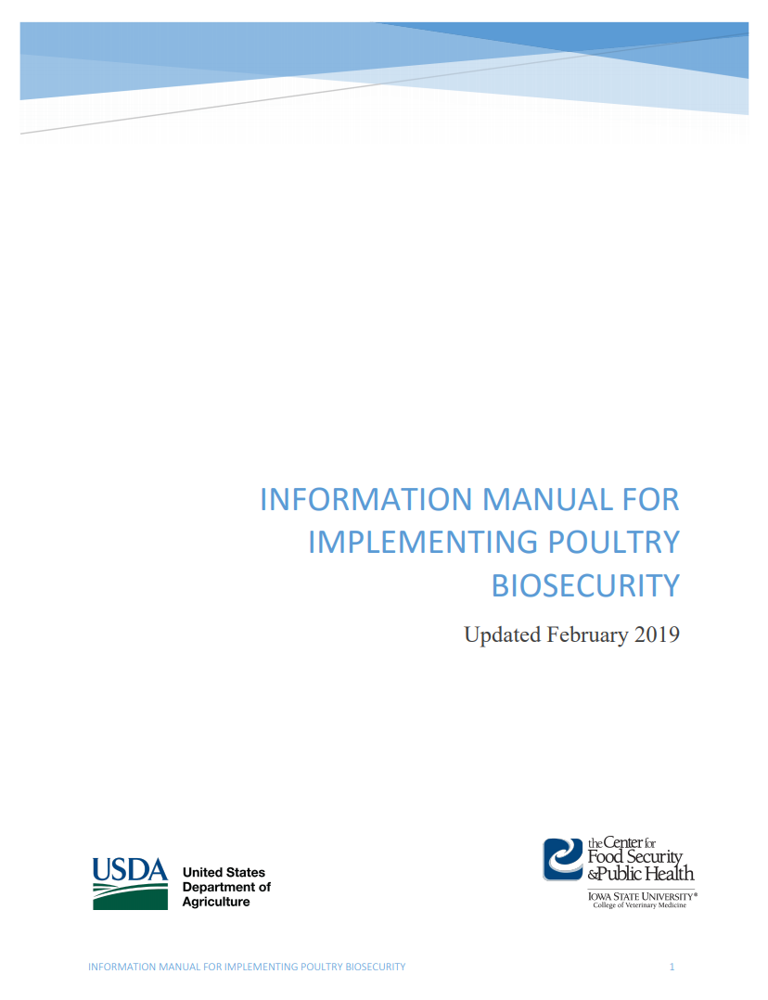 INFORMATION MANUAL FOR
IMPLEMENTING POULTRY
BIOSECURITY
Updated February 2019
USDA
United States
Department of
Agriculture
the Center for
Food Security
&Public Health
IOWA STATE UNIVERSITY®
College of Veterinary Medicine
INFORMATION MANUAL FOR IMPLEMENTING POULTRY BIOSECURITY 1